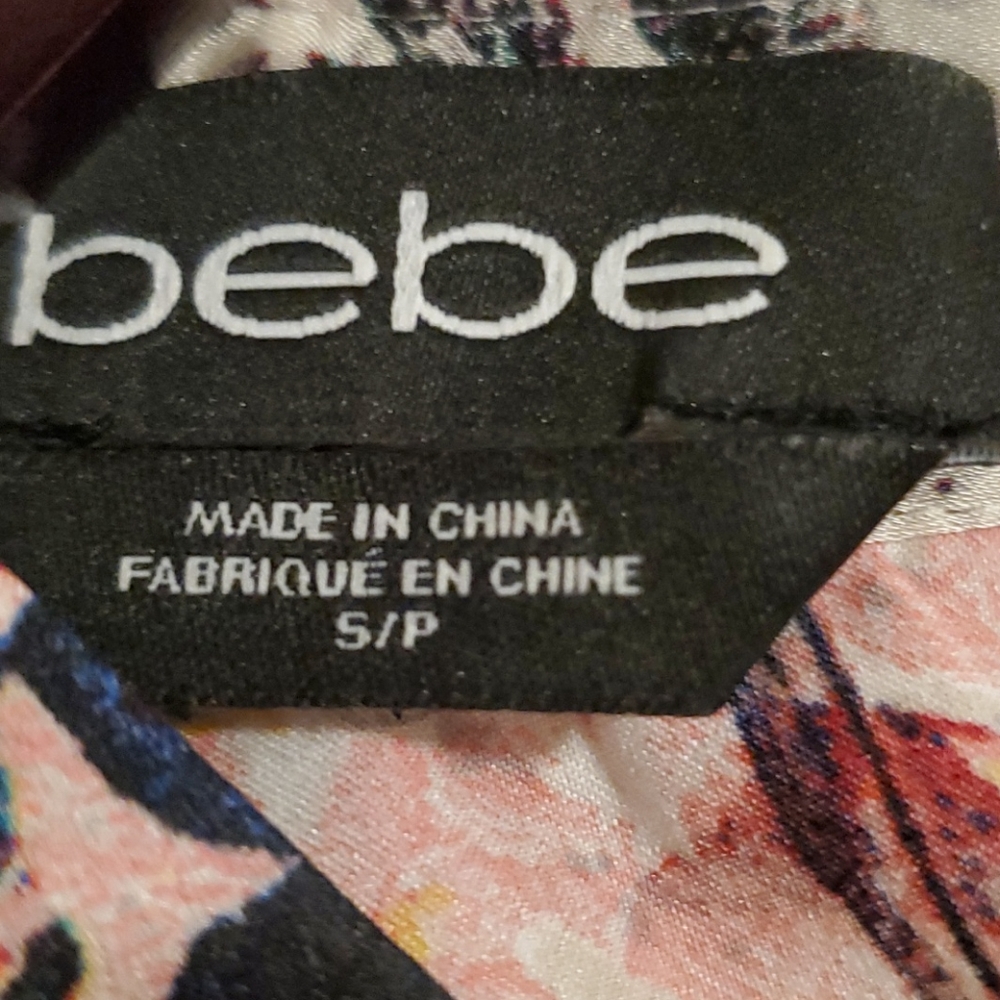 bebe
MADE IN CHINA
FABRIQUÉ EN CHINE
S/P